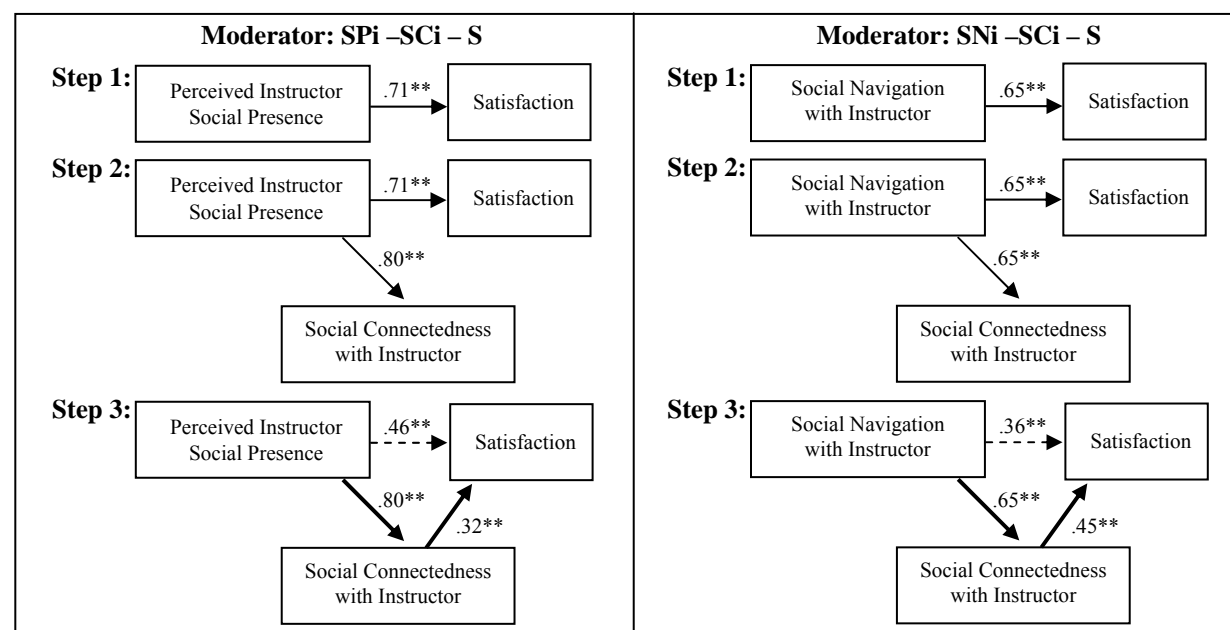 Moderator: SPi –SCi – S
Step 1:
Perceived Instructor
Social Presence
.71**
Satisfaction
Step 2:
Perceived Instructor
Social Presence
.71**
Satisfaction
.80**
Social Connectedness
with Instructor
Step 3:
Perceived Instructor
Social Presence
.46**
Satisfaction
.80**
.32**
Social Connectedness
with Instructor
Moderator: SNi –SCi – S
Step 1:
Social Navigation
with Instructor
.65**
Satisfaction
Step 2:
Social Navigation
with Instructor
.65**
Satisfaction
.65**
Social Connectedness
with Instructor
Step 3:
Social Navigation
with Instructor
.36**
Satisfaction
.65**
.45**
Social Connectedness
with Instructor